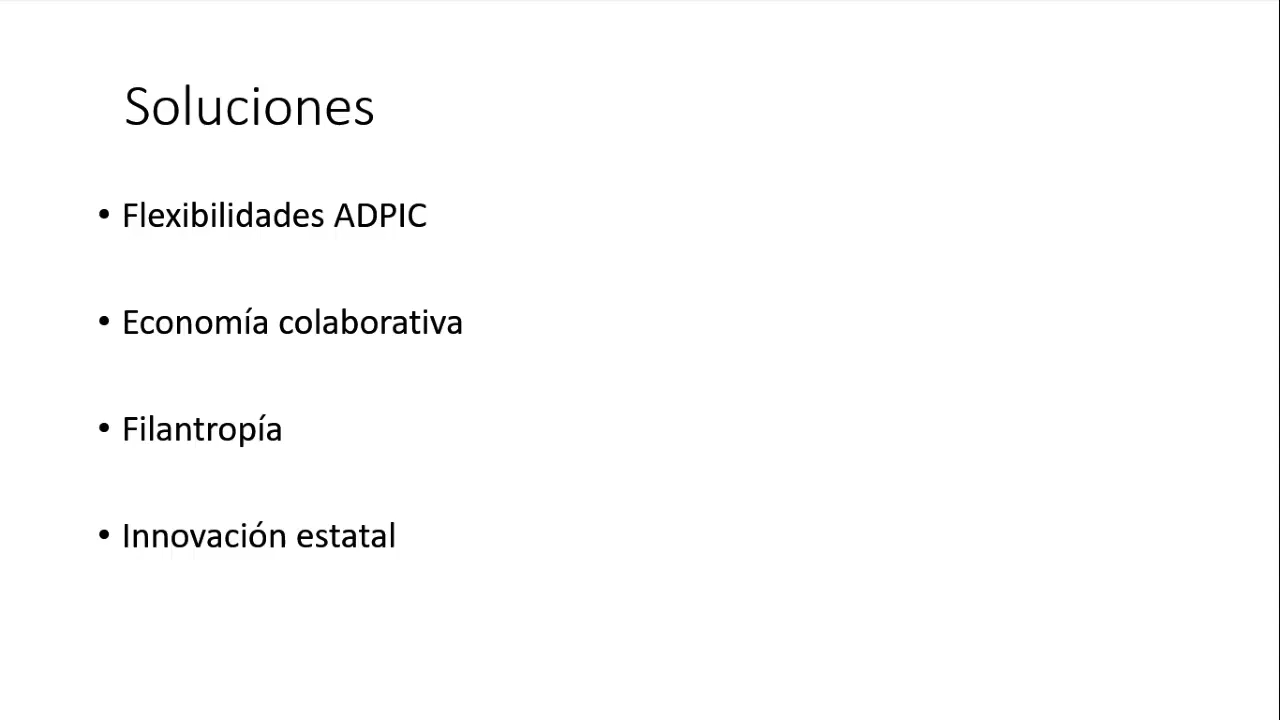 Soluciones
• Flexibilidades ADPIC
• Economía colaborativa
• Filantropía
• Innovación estatal